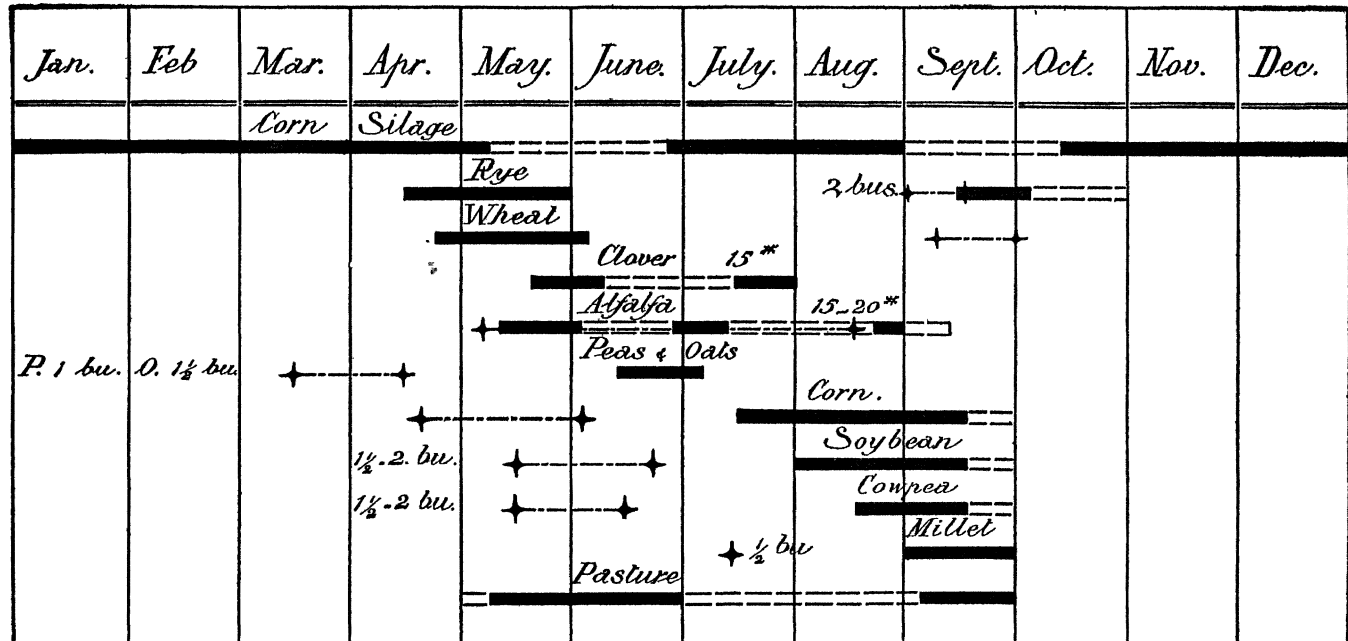 Jan. Feb Mar. Apr. May. June. July. Aug. Sept. Oct. Nov. Dec.
Corn Silage
Rye
2 bus.
Wheat
Clover 15 #
Alfalfa 15-20 #
Peas & Oats
P. 1 bu. O. 1½ bu.
Corn.
Soybean
1½-2. bu.
Cowpea
1½-2 bu.
Millet
½ bu
Pasture